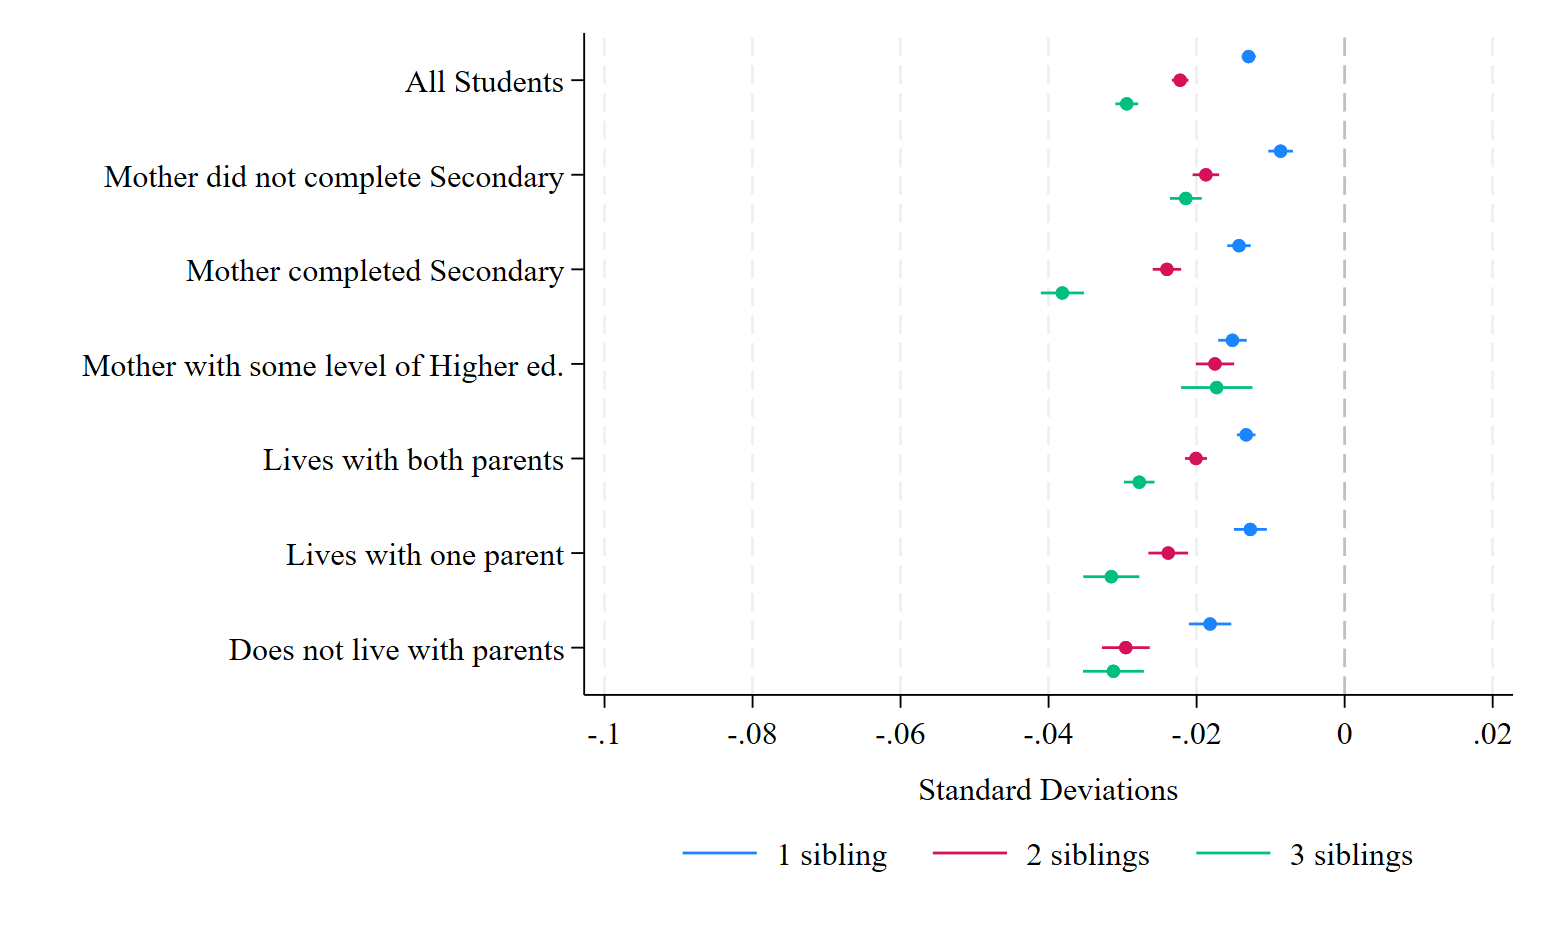 All Students
Mother did not complete Secondary
Mother completed Secondary
Mother with some level of Higher ed.
Lives with both parents
Lives with one parent
Does not live with parents
-.1 -.08 -.06 -.04 -.02 0 .02
Standard Deviations
1 sibling 2 siblings 3 siblings